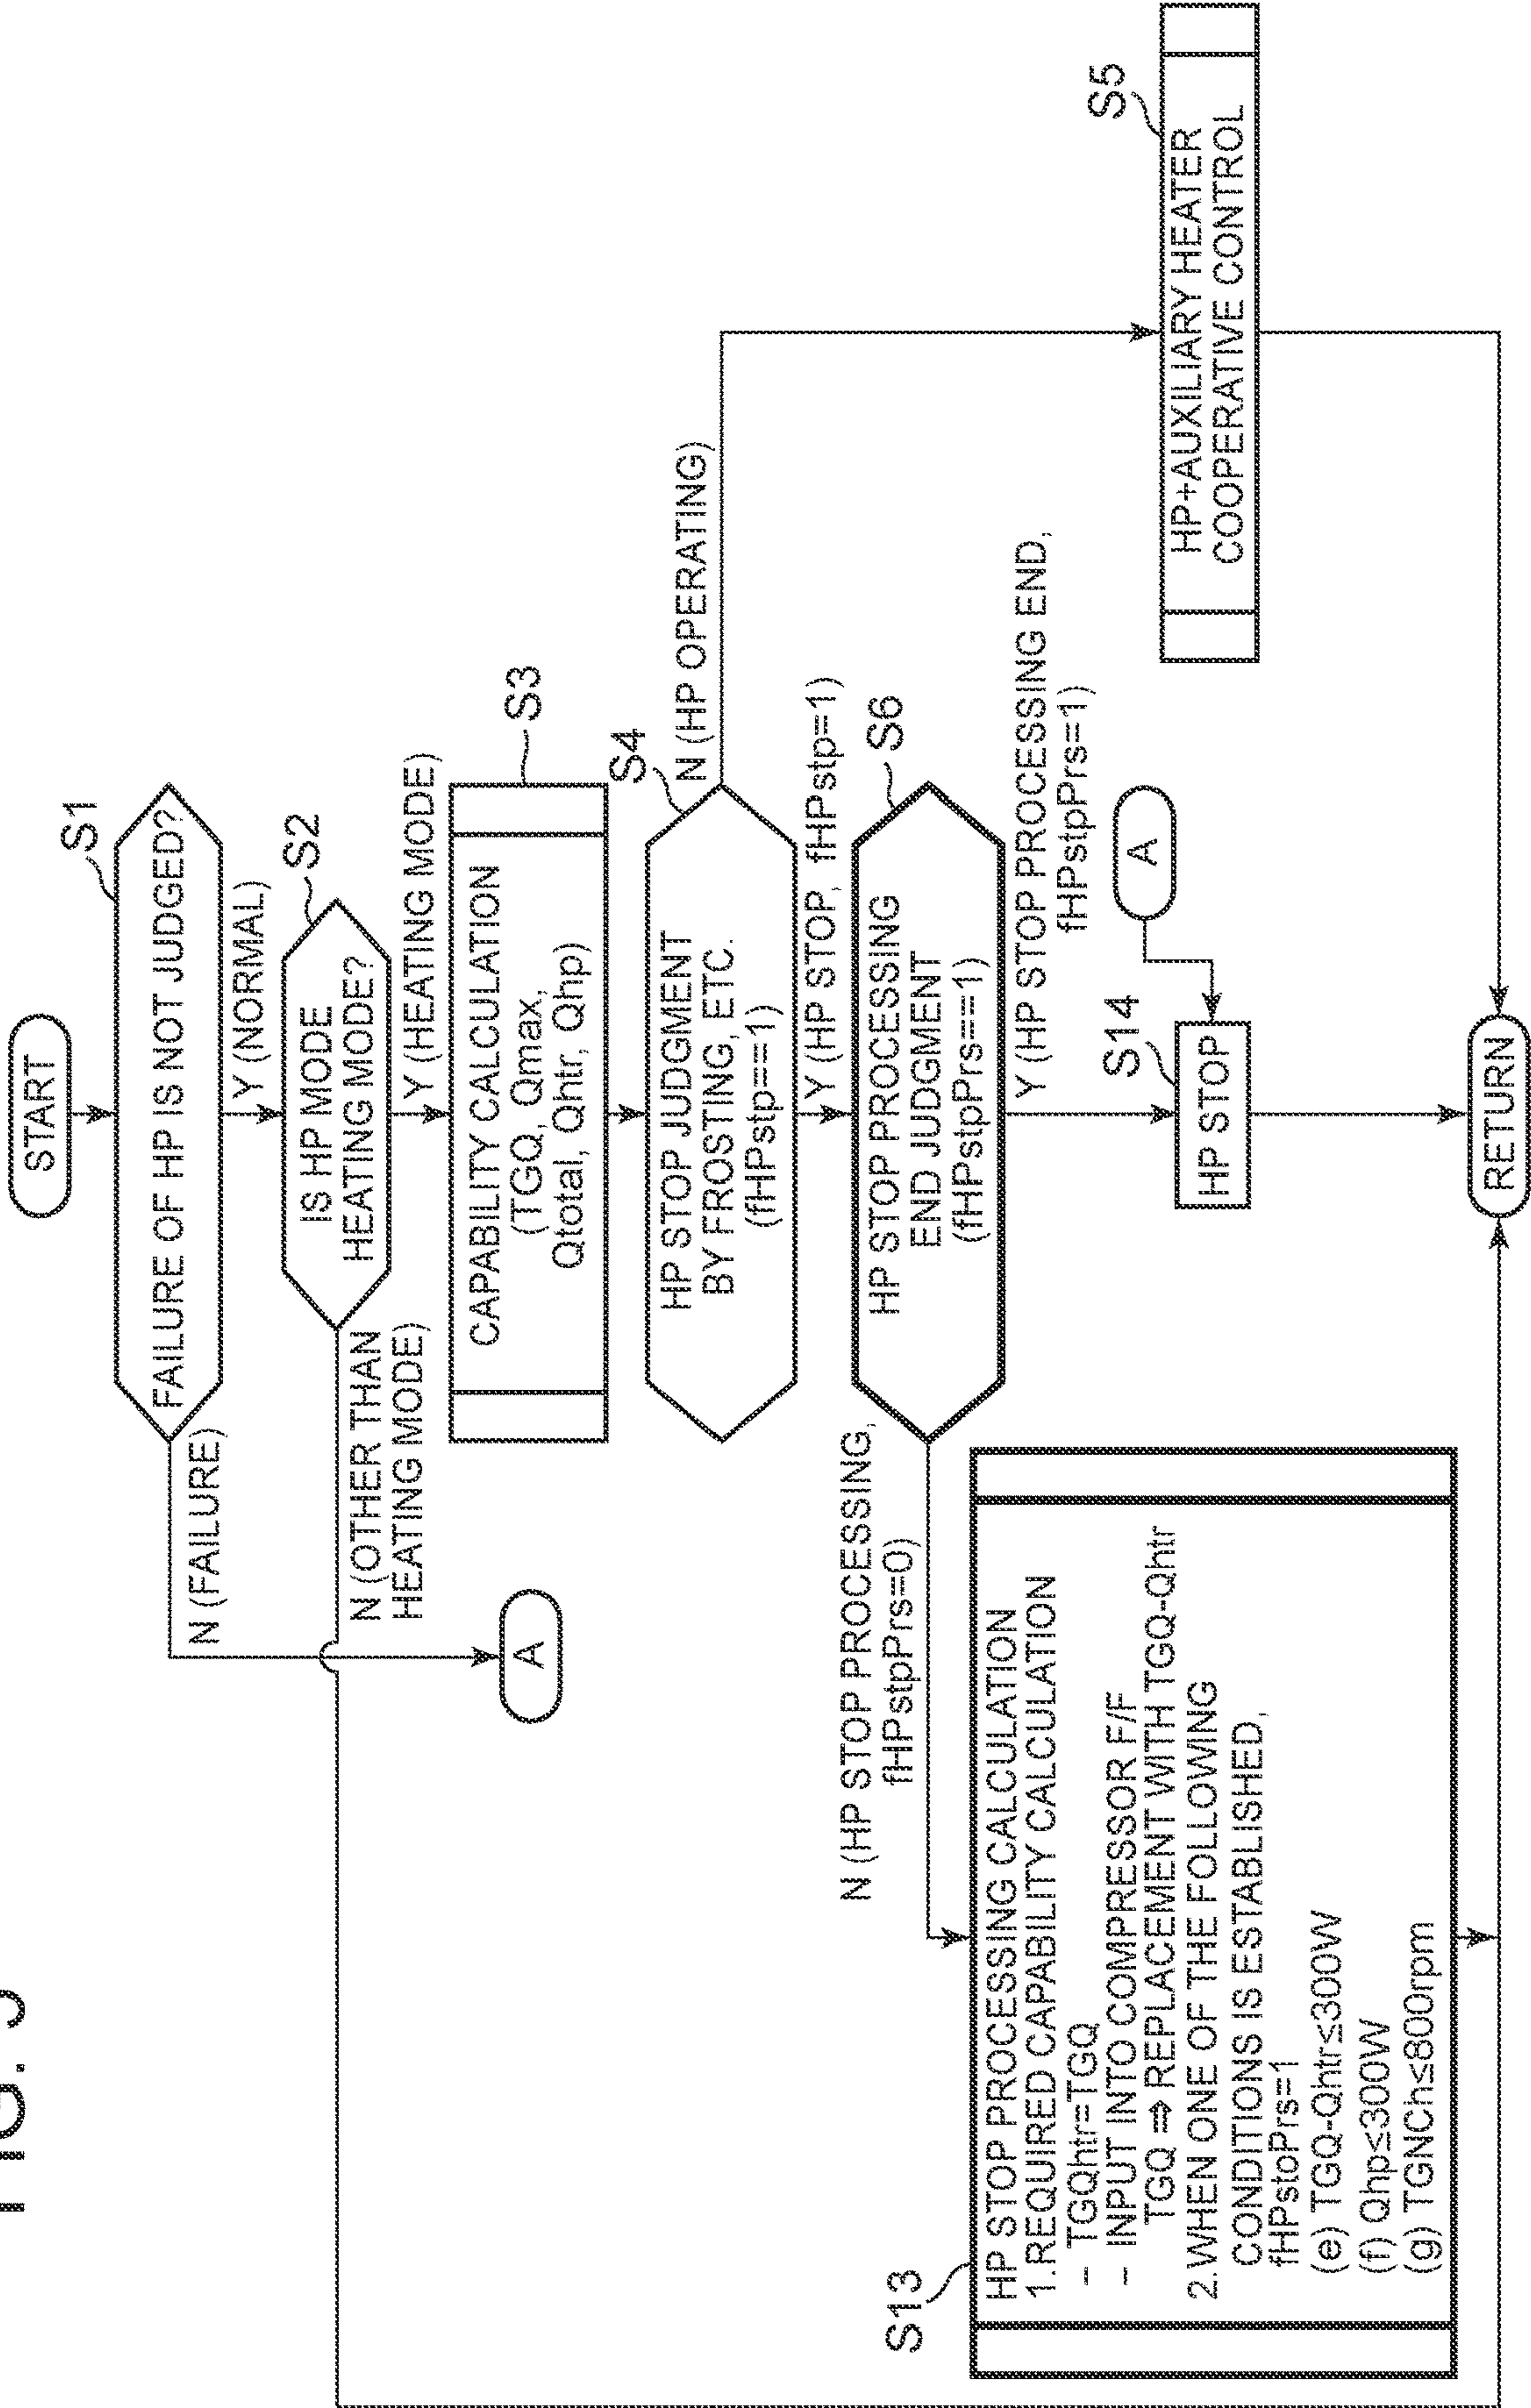 START
S1
FAILURE OF HP IS NOT JUDGED?
N (FAILURE)
Y (NORMAL)
S2
IS HP MODE
HEATING MODE?
N (OTHER THAN
HEATING MODE)
Y (HEATING MODE)
A
S3
CAPABILITY CALCULATION
(TGQ, Qmax,
Qtotal, Qhtr, Qhp)
S4
HP STOP JUDGMENT
BY FROSTING, ETC.
(fHPstp==1)
N (HP OPERATING)
Y (HP STOP, fHPstp=1)
S6
HP STOP PROCESSING
END JUDGMENT
(fHPstpPrs==1)
N (HP STOP PROCESSING,
fHPstpPrs=0)
Y (HP STOP PROCESSING END,
fHPstpPrs=1)
S13
HP STOP PROCESSING CALCULATION
1.REQUIRED CAPABILITY CALCULATION
- TGQhtr=TGQ
- INPUT INTO COMPRESSOR F/F
TGQ ⇒ REPLACEMENT WITH TGQ-Qhtr
2.WHEN ONE OF THE FOLLOWING
CONDITIONS IS ESTABLISHED,
fHPstoPrs=1
(e) TGQ-Qhtr≤300W
(f) Qhp≤300W
(g) TGNCh≤800rpm
A
S14
HP STOP
S5
HP+AUXILIARY HEATER
COOPERATIVE CONTROL
RETURN